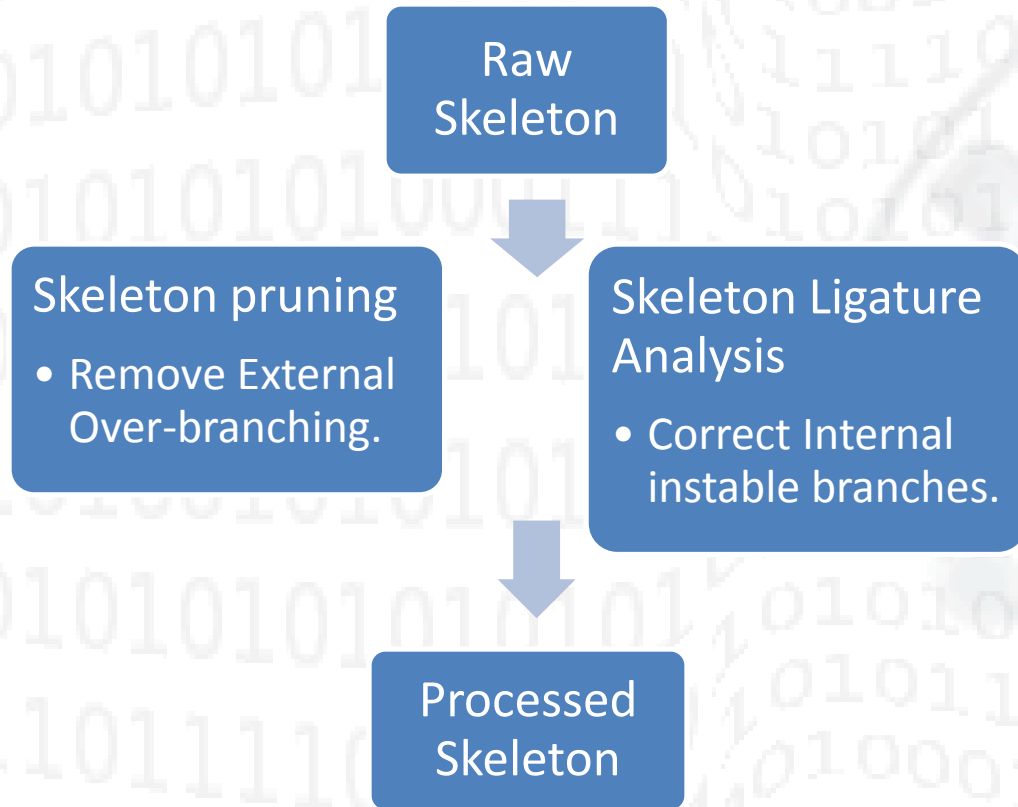 Raw
Skeleton
Skeleton pruning
• Remove External
Over-branching.
Skeleton Ligature
Analysis
• Correct Internal
instable branches.
Processed
Skeleton